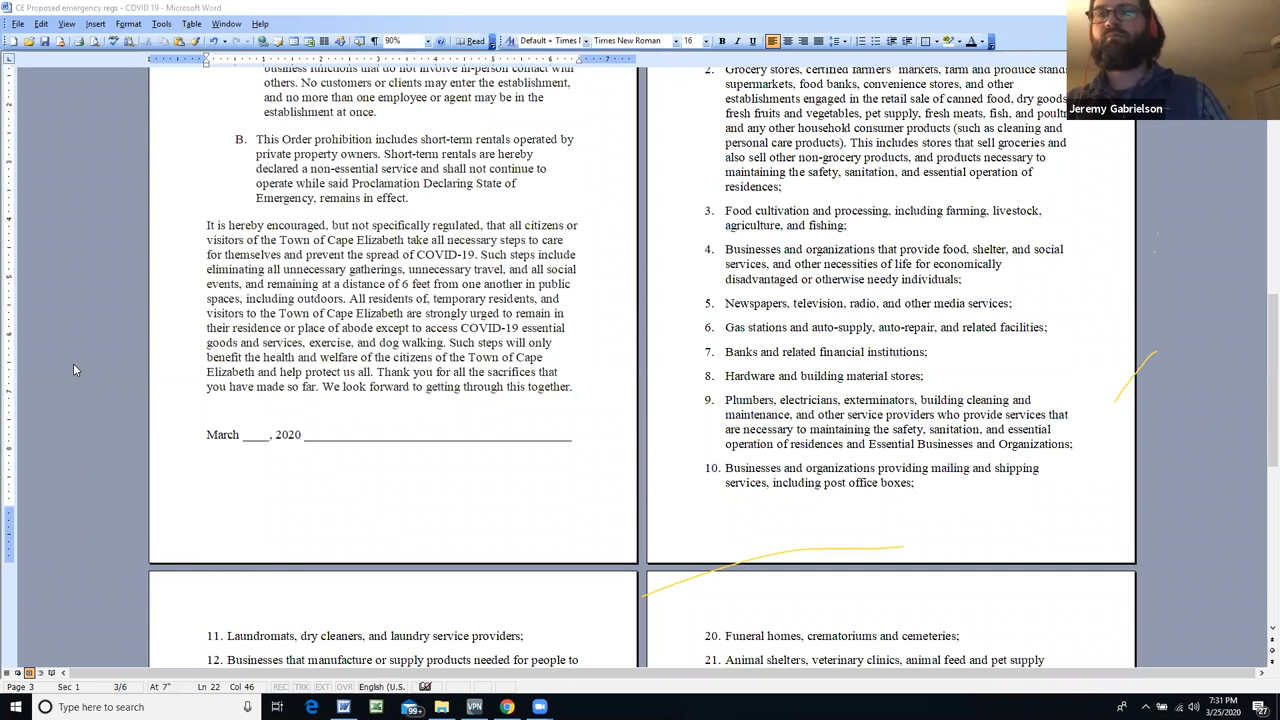 CE Proposed emergency regs - COVID 19 - Microsoft Word
File Edit View Insert Format Tools Table Window Help
90% Read Default + Times I Times New Roman 16 B I U
business functions that do not involve in-person contact with
others. No customers or clients may enter the establishment,
and no more than one employee or agent may be in the
establishment at once.
B. This Order prohibition includes short-term rentals operated by
private property owners. Short-term rentals are hereby
declared a non-essential service and shall not continue to
operate while said Proclamation Declaring State of
Emergency, remains in effect.
It is hereby encouraged, but not specifically regulated, that all citizens or
visitors of the Town of Cape Elizabeth take all necessary steps to care
for themselves and prevent the spread of COVID-19. Such steps include
eliminating all unnecessary gatherings, unnecessary travel, and all social
events, and remaining at a distance of 6 feet from one another in public
spaces, including outdoors. All residents of, temporary residents, and
visitors to the Town of Cape Elizabeth are strongly urged to remain in
their residence or place of abode except to access COVID-19 essential
goods and services, exercise, and dog walking. Such steps will only
benefit the health and welfare of the citizens of the Town of Cape
Elizabeth and help protect us all. Thank you for all the sacrifices that
you have made so far. We look forward to getting through this together.
March ____, 2020 ________________________________________
2. Grocery stores, certified farmers' markets, farm and produce stands
supermarkets, food banks, convenience stores, and other
establishments engaged in the retail sale of canned food, dry goods
fresh fruits and vegetables, pet supply, fresh meats, fish, and poult
and any other household consumer products (such as cleaning and
personal care products). This includes stores that sell groceries and
also sell other non-grocery products, and products necessary to
maintaining the safety, sanitation, and essential operation of
residences;
3. Food cultivation and processing, including farming, livestock,
agriculture, and fishing;
4. Businesses and organizations that provide food, shelter, and social
services, and other necessities of life for economically
disadvantaged or otherwise needy individuals;
5. Newspapers, television, radio, and other media services;
6. Gas stations and auto-supply, auto-repair, and related facilities;
7. Banks and related financial institutions;
8. Hardware and building material stores;
9. Plumbers, electricians, exterminators, building cleaning and
maintenance, and other service providers who provide services that
are necessary to maintaining the safety, sanitation, and essential
operation of residences and Essential Businesses and Organizations;
10. Businesses and organizations providing mailing and shipping
services, including post office boxes;
11. Laundromats, dry cleaners, and laundry service providers;
12. Businesses that manufacture or supply products needed for people to
20. Funeral homes, crematoriums and cemeteries;
21. Animal shelters, veterinary clinics, animal feed and pet supply
Jeremy Gabrielson
Page 3 Sec 1 3/6 At 7" Ln 22 Col 46 REC TRK EXT OVR English (U.S.
Type here to search
99+
VPN
7:31 PM
3/25/2020
27